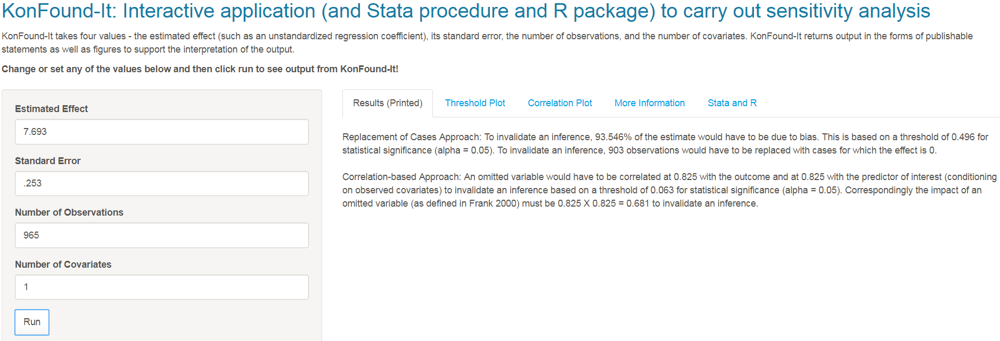 KonFound-It: Interactive application (and Stata procedure and R package) to carry out sensitivity analysis
KonFound-It takes four values - the estimated effect (such as an unstandardized regression coefficient), its standard error, the number of observations, and the number of covariates. KonFound-It returns output in the forms of publishable
statements as well as figures to support the interpretation of the output.
Change or set any of the values below and then click run to see output from KonFound-It!
Estimated Effect
7.693
Standard Error
.253
Number of Observations
965
Number of Covariates
1
Run
Results (Printed) Threshold Plot Correlation Plot More Information Stata and R
Replacement of Cases Approach: To invalidate an inference, 93.546% of the estimate would have to be due to bias. This is based on a threshold of 0.496 for
statistical significance (alpha = 0.05). To invalidate an inference, 903 observations would have to be replaced with cases for which the effect is 0.
Correlation-based Approach: An omitted variable would have to be correlated at 0.825 with the outcome and at 0.825 with the predictor of interest (conditioning
on observed covariates) to invalidate an inference based on a threshold of 0.063 for statistical significance (alpha = 0.05). Correspondingly the impact of an
omitted variable (as defined in Frank 2000) must be 0.825 X 0.825 = 0.681 to invalidate an inference.